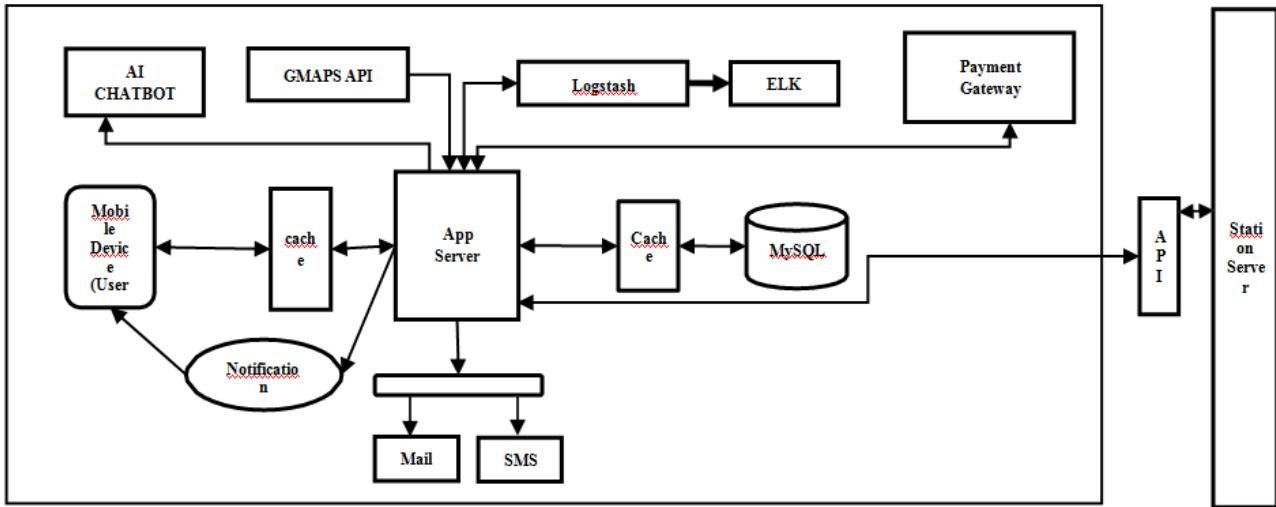 AI
CHATBOT
GMAPS API
Logstash
ELK
Payment
Gateway
Mobi
le
Devic
e
(User
cach
e
App
Server
Cach
e
MySQL
A
P
I
Stati
on
Serve
r
Notificatio
n
Mail
SMS